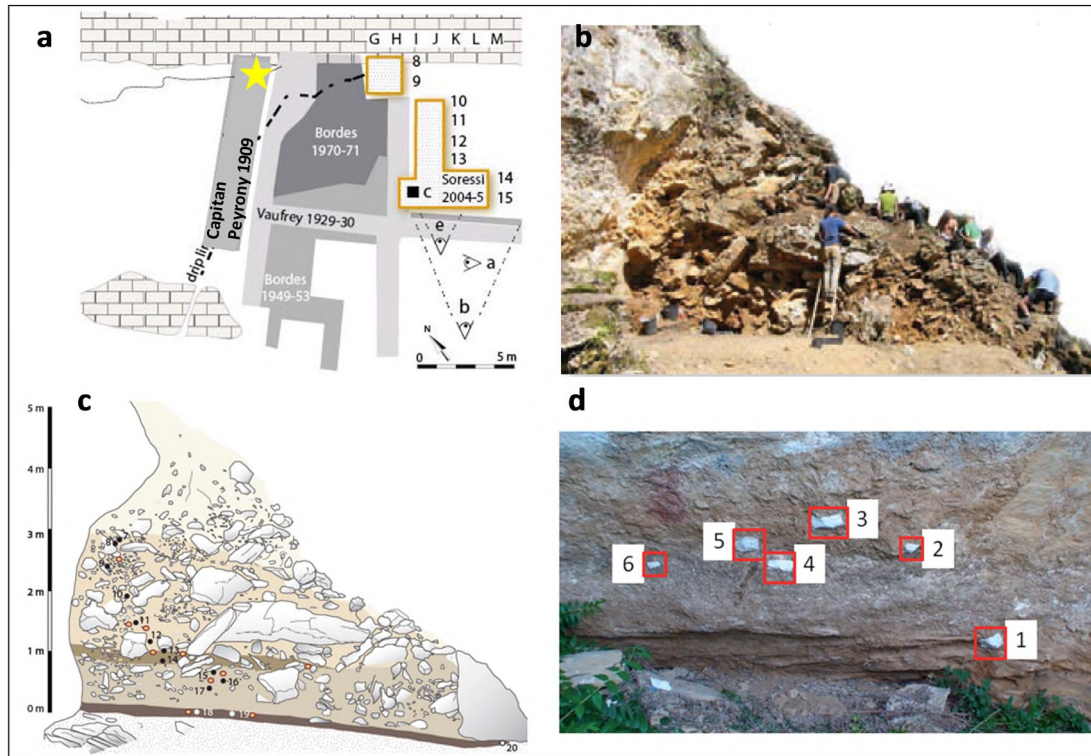 a
G H I J K L M
8
9
10
11
12
13
14
15
Bordes
1970-71
Capitan
Peyrony 1909
C
Soressi
2004-5
Vaufrey 1929-30
e
a
b
drip li
Bordes
1949-53
N
0 5 m
b
c
5 m
4 m
3 m
2 m
1 m
0 m
8
10
11
12
13
14
15
16
17
18
19
20
d
3
5
2
6
4
1